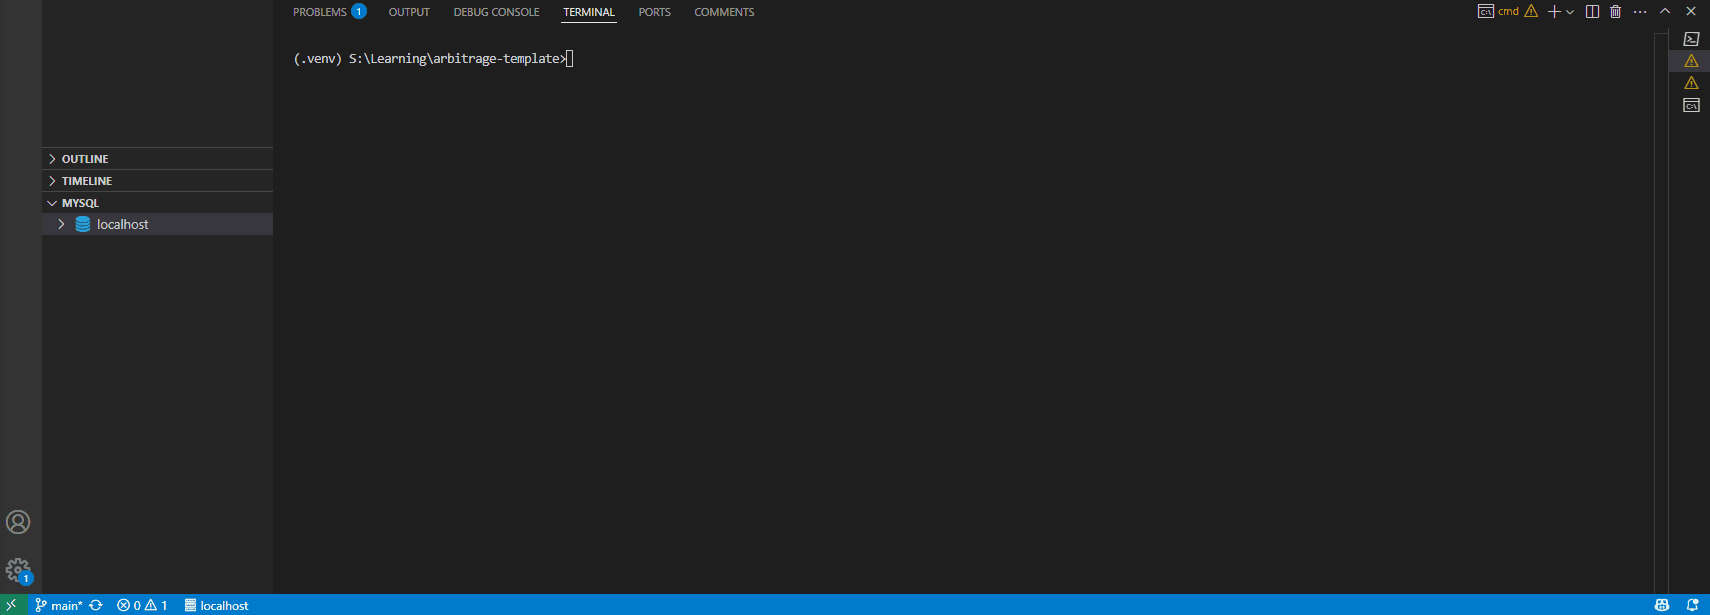 PROBLEMS 1 OUTPUT DEBUG CONSOLE TERMINAL PORTS COMMENTS cmd
(.venv) S:\Learning\arbitrage-template>
OUTLINE
TIMELINE
MYSQL
localhost
1
main* 0 1 localhost